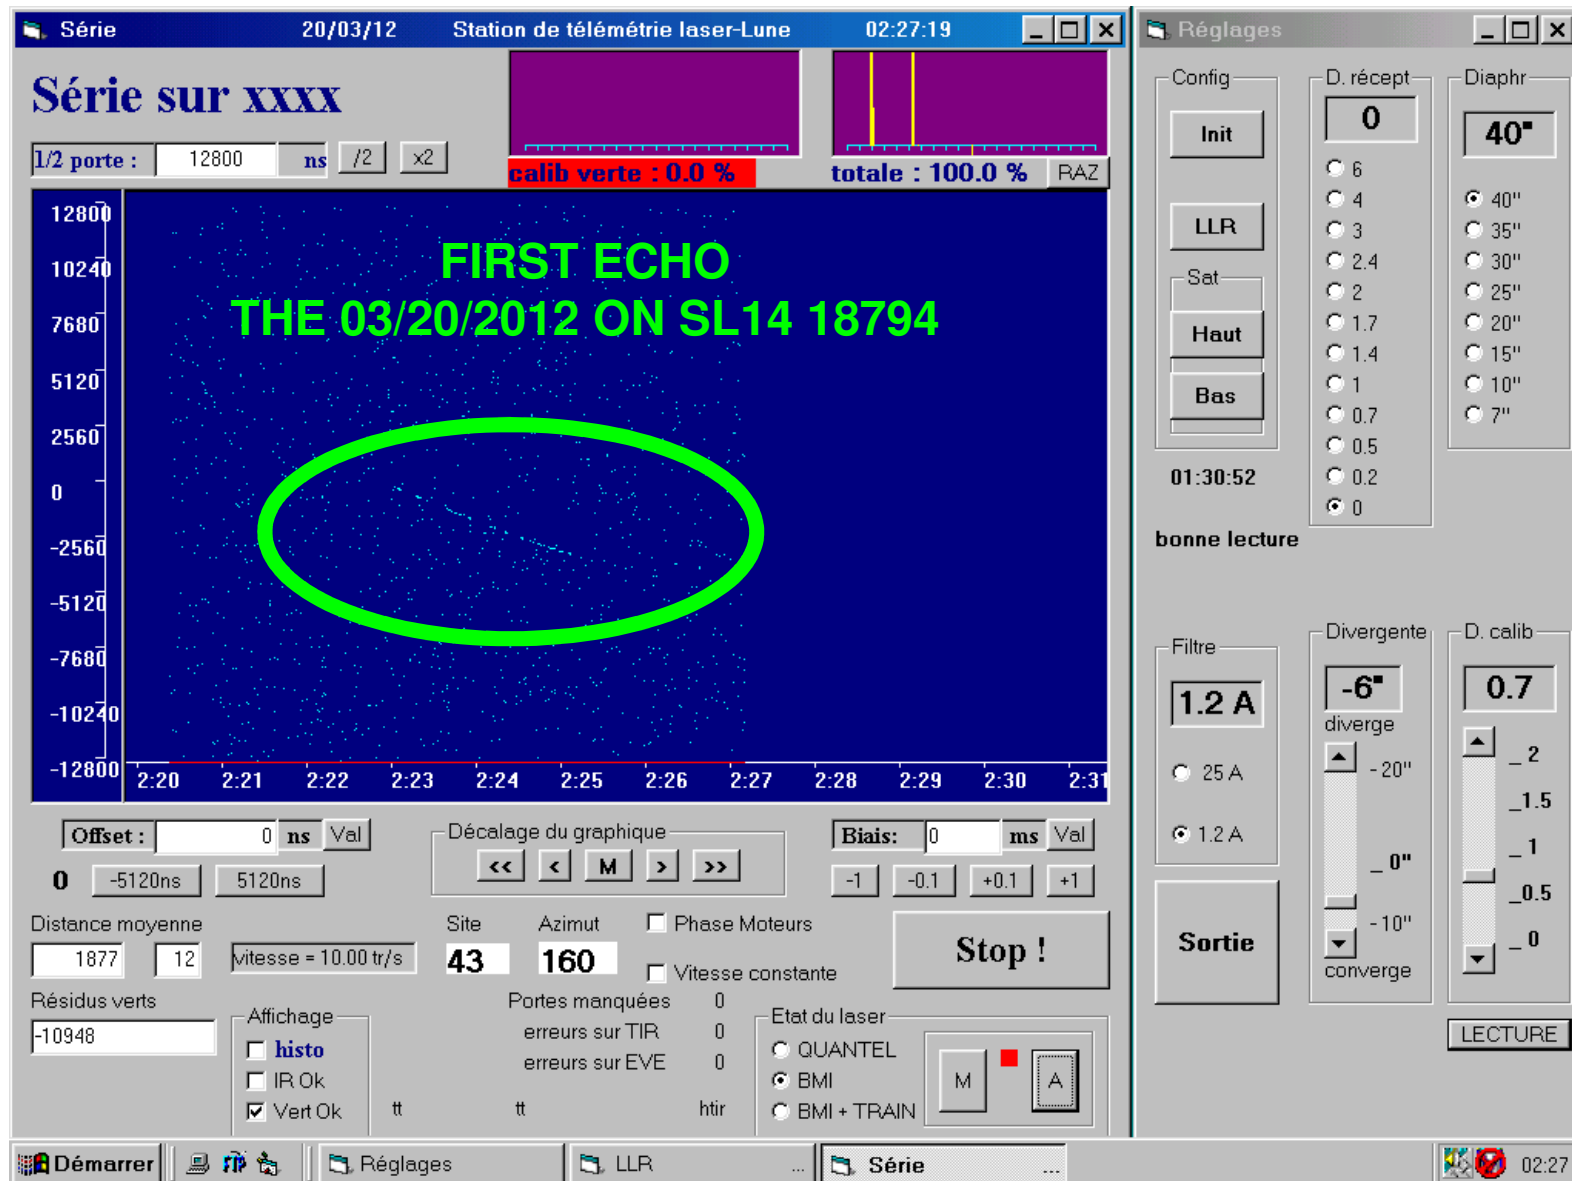 Série 20/03/12 Station de télémétrie laser-Lune 02:27:19
Série sur xxxx
1/2 porte : 12800 ns /2 x2
calib verte : 0.0 %
totale : 100.0 % RAZ
FIRST ECHO
THE 03/20/2012 ON SL14 18794
12800
10240
7680
5120
2560
0
-2560
-5120
-7680
-10240
-12800
2:20 2:21 2:22 2:23 2:24 2:25 2:26 2:27 2:28 2:29 2:30 2:31
Offset : 0 ns Val
0 -5120ns 5120ns
Décalage du graphique
<< < M > >>
Biais: 0 ms Val
-1 -0.1 +0.1 +1
Distance moyenne
1877 12 vitesse = 10.00 tr/s
Site Azimut
43 160
Phase Moteurs
Vitesse constante
Stop !
Résidus verts
-10948
Affichage
histo
IR Ok
Vert Ok
Portes manquées 0
erreurs sur TIR 0
erreurs sur EVE 0
tt tt htir
Etat du laser
QUANTEL
BMI
BMI + TRAIN
M A
Réglages
Config
Init
LLR
Sat
Haut
Bas
01:30:52
bonne lecture
D. récept
0
6
4
3
2.4
2
1.7
1.4
1
0.7
0.5
0.2
0
Diaphr
40"
40"
35"
30"
25"
20"
15"
10"
7"
Filtre
1.2 A
25 A
1.2 A
Sortie
Divergente
-6"
diverge
- 20"
_ 0"
- 10"
converge
D. calib
0.7
_ 2
_1.5
_ 1
_0.5
_ 0
LECTURE
Démarrer FTP Réglages LLR ... Série ... 02:27